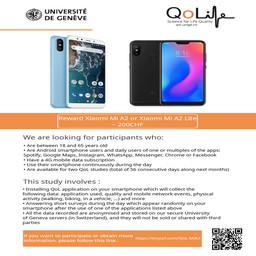 UNIVERSITÉ
DE GENÈVE
QoLife
Science for Life Quality
Reward Xiaomi Mi A2 or Xiaomi Mi A2 Lite
~ 200CHF
We are looking for participants who:
• Are between 18 and 65 years old
• Are Android smartphone users and daily users of one or multiples of the apps:
Spotify, Google Maps, Instagram, WhatsApp, Messenger, Chrome or Facebook
• Have a 4G mobile data subscription
• Use their smartphone continuously during the day
• Are available for two QoL studies (total of 56 consecutive days along next months)
This study involves :
• Installing QoL application on your smartphone which will collect the
following data: application used, quality and mobile network events, physical
activity (walking, biking, in a vehicle, ...) and more
• Answering short surveys during the day which appear randomly on your
smartphone after the use of one of the applications listed above
• All the data recorded are anonymised and stored on our secure University
of Geneva servers (in Switzerland), and they will not be sold or shared with third
parties
If you want to participate or obtain more
information, please follow this line :